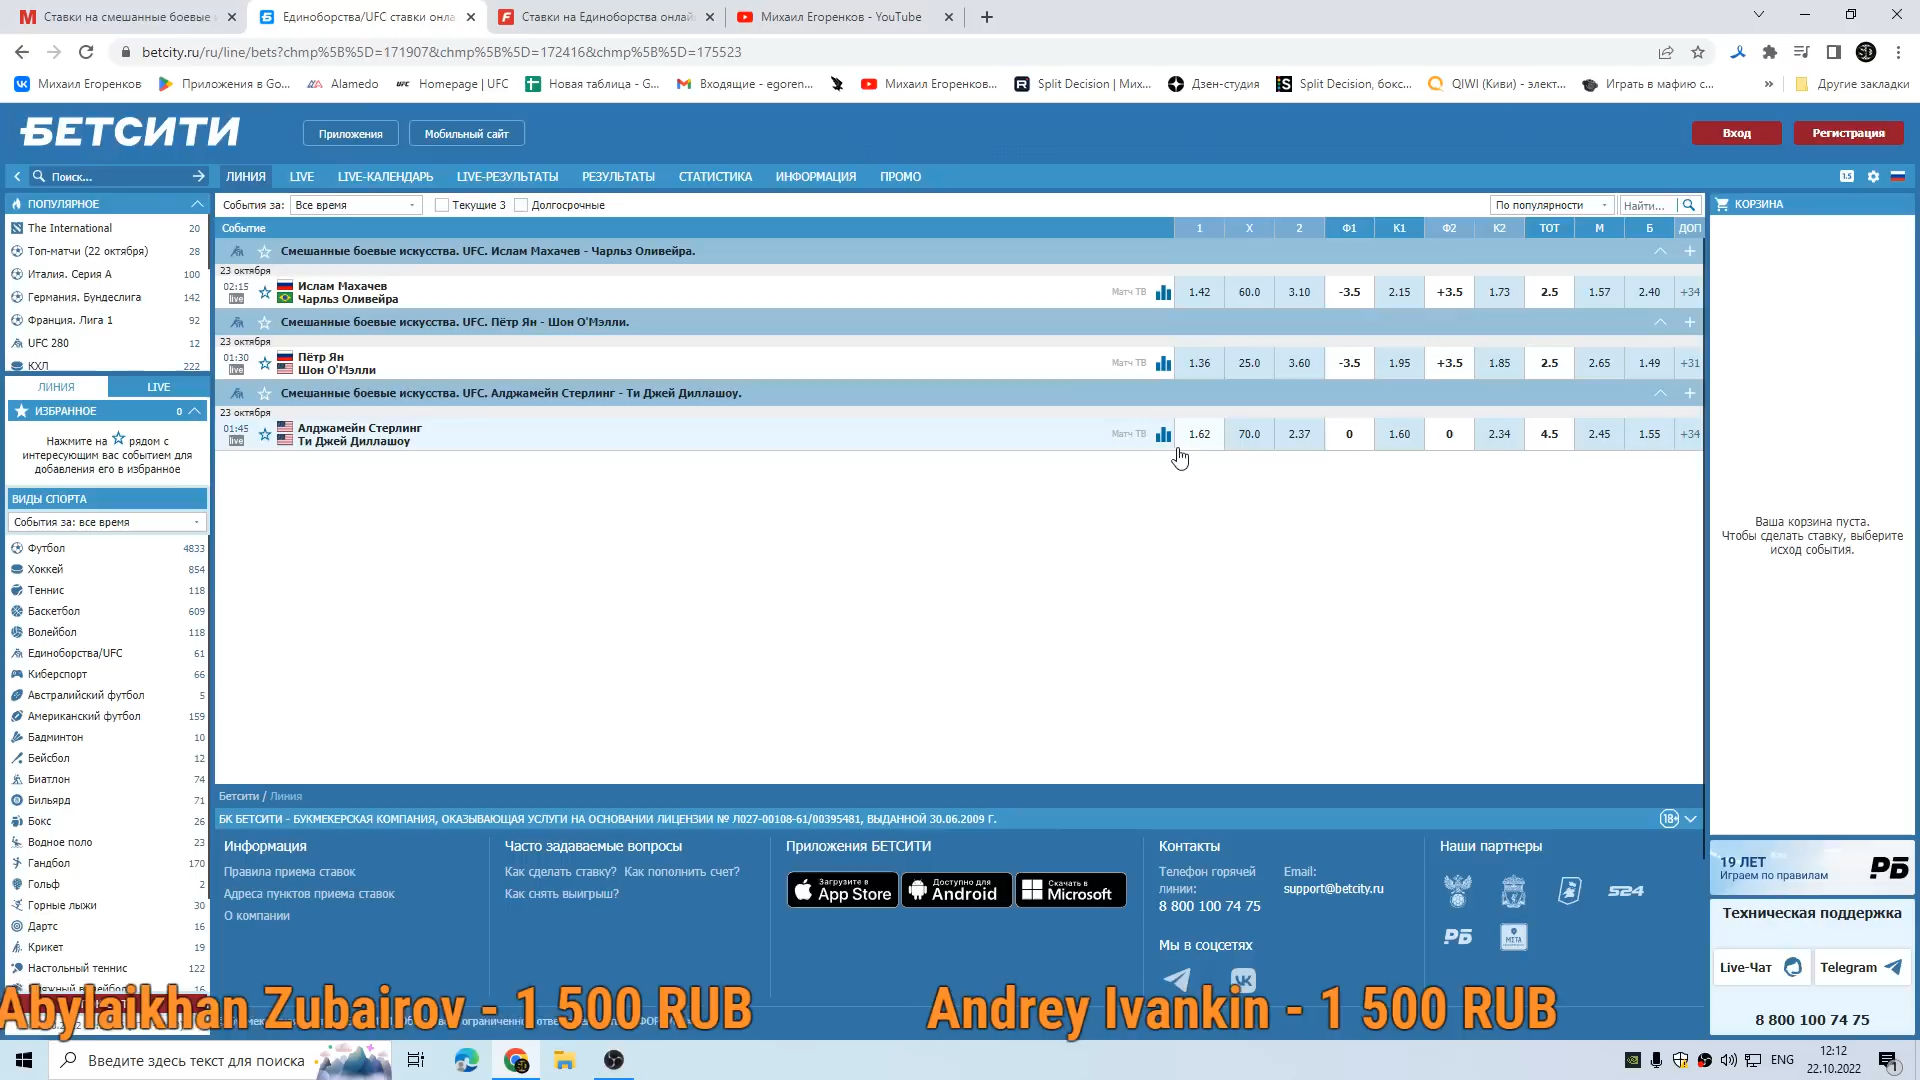 Ставки на смешанные боевые
Единоборства/UFC ставки онла
Ставки на Единоборства онлай
Михаил Егоренков - YouTube
betcity.ru/ru/line/bets?chmp%5B%5D=171907&chmp%5B%5D=172416&chmp%5B%5D=175523
Михаил Егоренков
Приложения в Go...
Alamedo
Homepage | UFC
Новая таблица - G...
Входящие - egoren...
Михаил Егоренков...
Split Decision | Мих...
Дзен-студия
Split Decision, бокс...
QIWI (Киви) - элект...
Играть в мафию с...
Другие закладки
БЕТСИТИ
Приложения
Мобильный сайт
Вход
Регистрация
Поиск...
ЛИНИЯ LIVE LIVE-КАЛЕНДАРЬ LIVE-РЕЗУЛЬТАТЫ РЕЗУЛЬТАТЫ СТАТИСТИКА ИНФОРМАЦИЯ ПРОМО
1.5
ПОПУЛЯРНОЕ
The International 20
Топ-матчи (22 октября) 28
Италия. Серия А 100
Германия. Бундеслига 142
Франция. Лига 1 92
UFC 280 12
КХЛ 222
ЛИНИЯ LIVE
ИЗБРАННОЕ 0
Нажмите на ☆ рядом с
интересующим вас событием для
добавления его в избранное
ВИДЫ СПОРТА
События за: все время
Футбол 4833
Хоккей 854
Теннис 118
Баскетбол 609
Волейбол 118
Единоборства/UFC 61
Киберспорт 66
Австралийский футбол 5
Американский футбол 159
Бадминтон 10
Бейсбол 12
Биатлон 74
Бильярд 71
Бокс 26
Водное поло 23
Гандбол 170
Гольф 2
Горные лыжи 30
Дартс 16
Крикет 19
Настольный теннис 122
События за: Все время Текущие 3 Долгосрочные
По популярности Найти...
Событие 1 X 2 Ф1 К1 Ф2 К2 ТОТ М Б ДОП
Смешанные боевые искусства. UFC. Ислам Махачев - Чарльз Оливейра.
23 октября
02:15 live Ислам Махачев
Чарльз Оливейра
Матч ТВ 1.42 60.0 3.10 -3.5 2.15 +3.5 1.73 2.5 1.57 2.40 +34
Смешанные боевые искусства. UFC. Пётр Ян - Шон О'Мэлли.
23 октября
01:30 live Пётр Ян
Шон О'Мэлли
Матч ТВ 1.36 25.0 3.60 -3.5 1.95 +3.5 1.85 2.5 2.65 1.49 +31
Смешанные боевые искусства. UFC. Алджамейн Стерлинг - Ти Джей Диллашоу.
23 октября
01:45 live Алджамейн Стерлинг
Ти Джей Диллашоу
Матч ТВ 1.62 70.0 2.37 0 1.60 0 2.34 4.5 2.45 1.55 +34
КОРЗИНА
Ваша корзина пуста.
Чтобы сделать ставку, выберите
исход события.
Бетсити / Линия
БК БЕТСИТИ - БУКМЕКЕРСКАЯ КОМПАНИЯ, ОКАЗЫВАЮЩАЯ УСЛУГИ НА ОСНОВАНИИ ЛИЦЕНЗИИ № Л027-00108-61/00395481, ВЫДАННОЙ 30.06.2009 Г.
18+
Информация
Правила приема ставок
Адреса пунктов приема ставок
О компании
Часто задаваемые вопросы
Как сделать ставку? Как пополнить счет?
Как снять выигрыш?
Приложения БЕТСИТИ
Загрузите в App Store
Доступно для Android
Скачать в Microsoft
Контакты
Телефон горячей
линии:
8 800 100 74 75
Email:
support@betcity.ru
Мы в соцсетях
Наши партнеры
S24
РБ
МЕТА
19 ЛЕТ
Играем по правилам
РБ
Техническая поддержка
Live-Чат
Telegram
8 800 100 74 75
Abylaikhan Zubairov - 1 500 RUB
Andrey Ivankin - 1 500 RUB
Введите здесь текст для поиска
ENG
12:12
22.10.2022
1